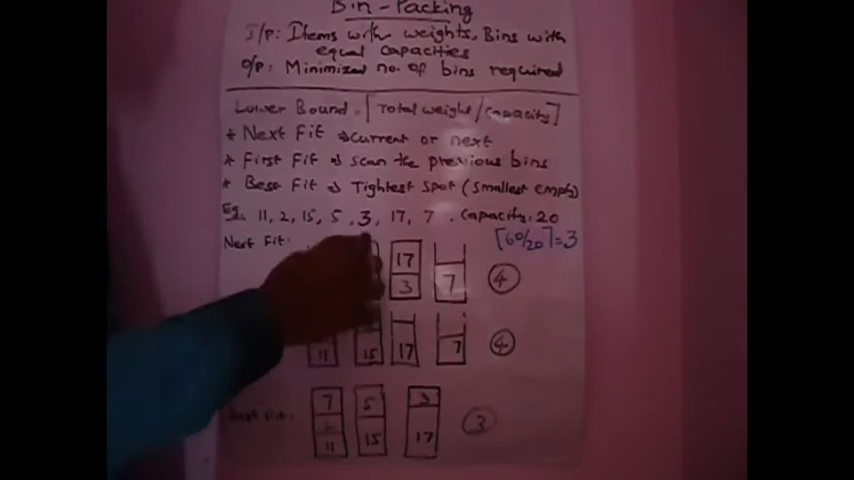 Bin-Packing
I/p: Items with weights, Bins with
equal capacities
O/p: Minimized no. of bins required
Lower Bound. ⌈Total weight/capacity⌉
* Next Fit → current or next
* First Fit → scan the previous bins
* Best Fit → Tightest spot (smallest empty)
Eg. 11, 2, 15, 5, 3, 17, 7. Capacity: 20
⌈60/20⌉=3
Next Fit:
17
3 7 4
11 15 17 7 4
7 5 3
Best Fit: 3
11 15 17